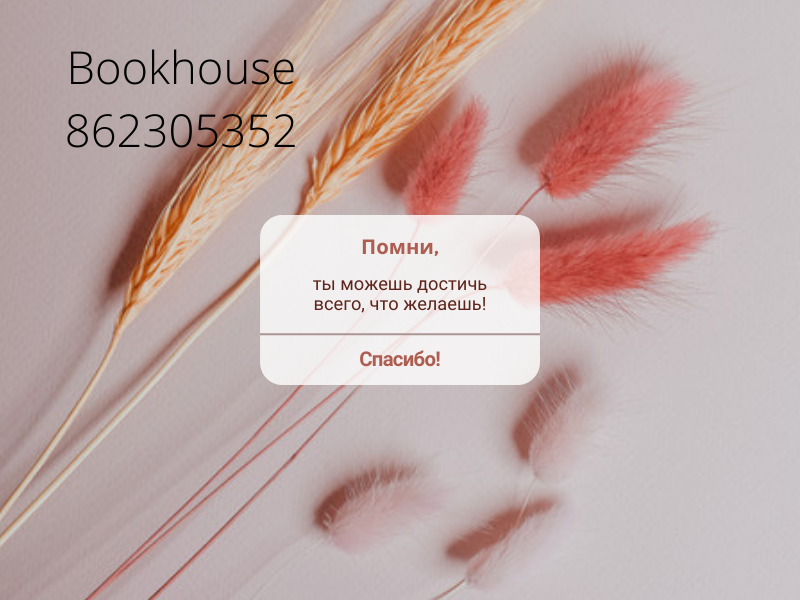 Bookhouse
862305352
Помни,
ты можешь достичь
всего, что желаешь!
Спасибо!